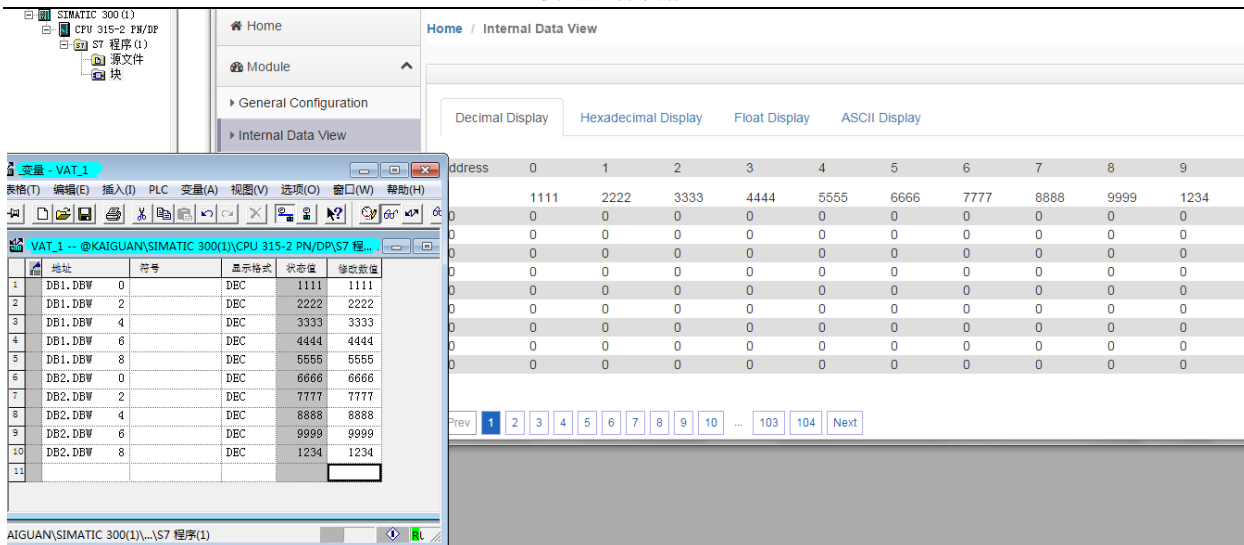 SIMATIC 300(1)
CPU 315-2 PN/DP
S7 程序(1)
源文件
块
Home
Module
General Configuration
Internal Data View
Home / Internal Data View
Decimal Display Hexadecimal Display Float Display ASCII Display
ddress 0 1 2 3 4 5 6 7 8 9
1111 2222 3333 4444 5555 6666 7777 8888 9999 1234
0 0 0 0 0 0 0 0 0 0 0
0 0 0 0 0 0 0 0 0 0 0
0 0 0 0 0 0 0 0 0 0 0
0 0 0 0 0 0 0 0 0 0 0
0 0 0 0 0 0 0 0 0 0 0
0 0 0 0 0 0 0 0 0 0 0
0 0 0 0 0 0 0 0 0 0 0
0 0 0 0 0 0 0 0 0 0 0
0 0 0 0 0 0 0 0 0 0 0
Prev 1 2 3 4 5 6 7 8 9 10 ... 103 104 Next
变量 - VAT_1
表格(T) 编辑(E) 插入(I) PLC 变量(A) 视图(V) 选项(O) 窗口(W) 帮助(H)
VAT_1 -- @KAIGUAN\SIMATIC 300(1)\CPU 315-2 PN/DP\S7 程...
地址 符号 显示格式 状态值 修改数值
1 DB1.DBW 0 DEC 1111 1111
2 DB1.DBW 2 DEC 2222 2222
3 DB1.DBW 4 DEC 3333 3333
4 DB1.DBW 6 DEC 4444 4444
5 DB1.DBW 8 DEC 5555 5555
6 DB2.DBW 0 DEC 6666 6666
7 DB2.DBW 2 DEC 7777 7777
8 DB2.DBW 4 DEC 8888 8888
9 DB2.DBW 6 DEC 9999 9999
10 DB2.DBW 8 DEC 1234 1234
11
AIGUAN\SIMATIC 300(1)\...\S7 程序(1)